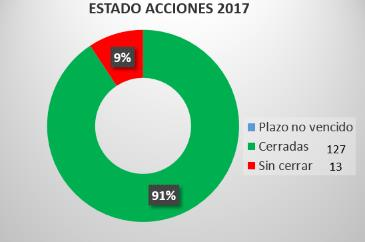 ESTADO ACCIONES 2017
9%
Plazo no vencido
Cerradas 127
Sin cerrar 13
91%